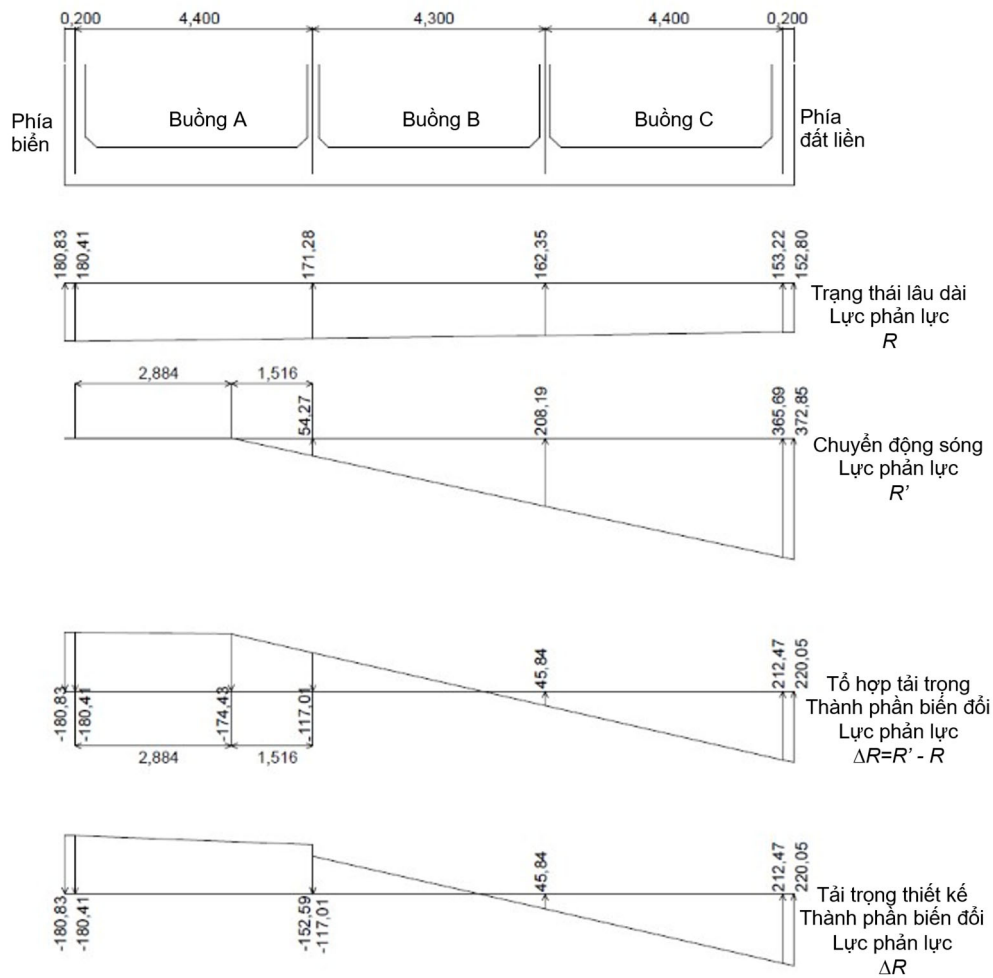 0,200 4,400 4,300 4,400 0,200
Phía
biển
Buồng A
Buồng B
Buồng C
Phía
đất liền
180,83
180,41
171,28
162,35
153,22
152,80
Trạng thái lâu dài
Lực phản lực
R
2,884 1,516
54,27
208,19
365,69
372,85
Chuyển động sóng
Lực phản lực
R’
-180,83
-180,41
-174,43
-117,01
45,84
212,47
220,05
2,884 1,516
Tổ hợp tải trọng
Thành phần biến đổi
Lực phản lực
∆R=R’ - R
-180,83
-180,41
-152,59
-117,01
45,84
212,47
220,05
Tải trọng thiết kế
Thành phần biến đổi
Lực phản lực
∆R